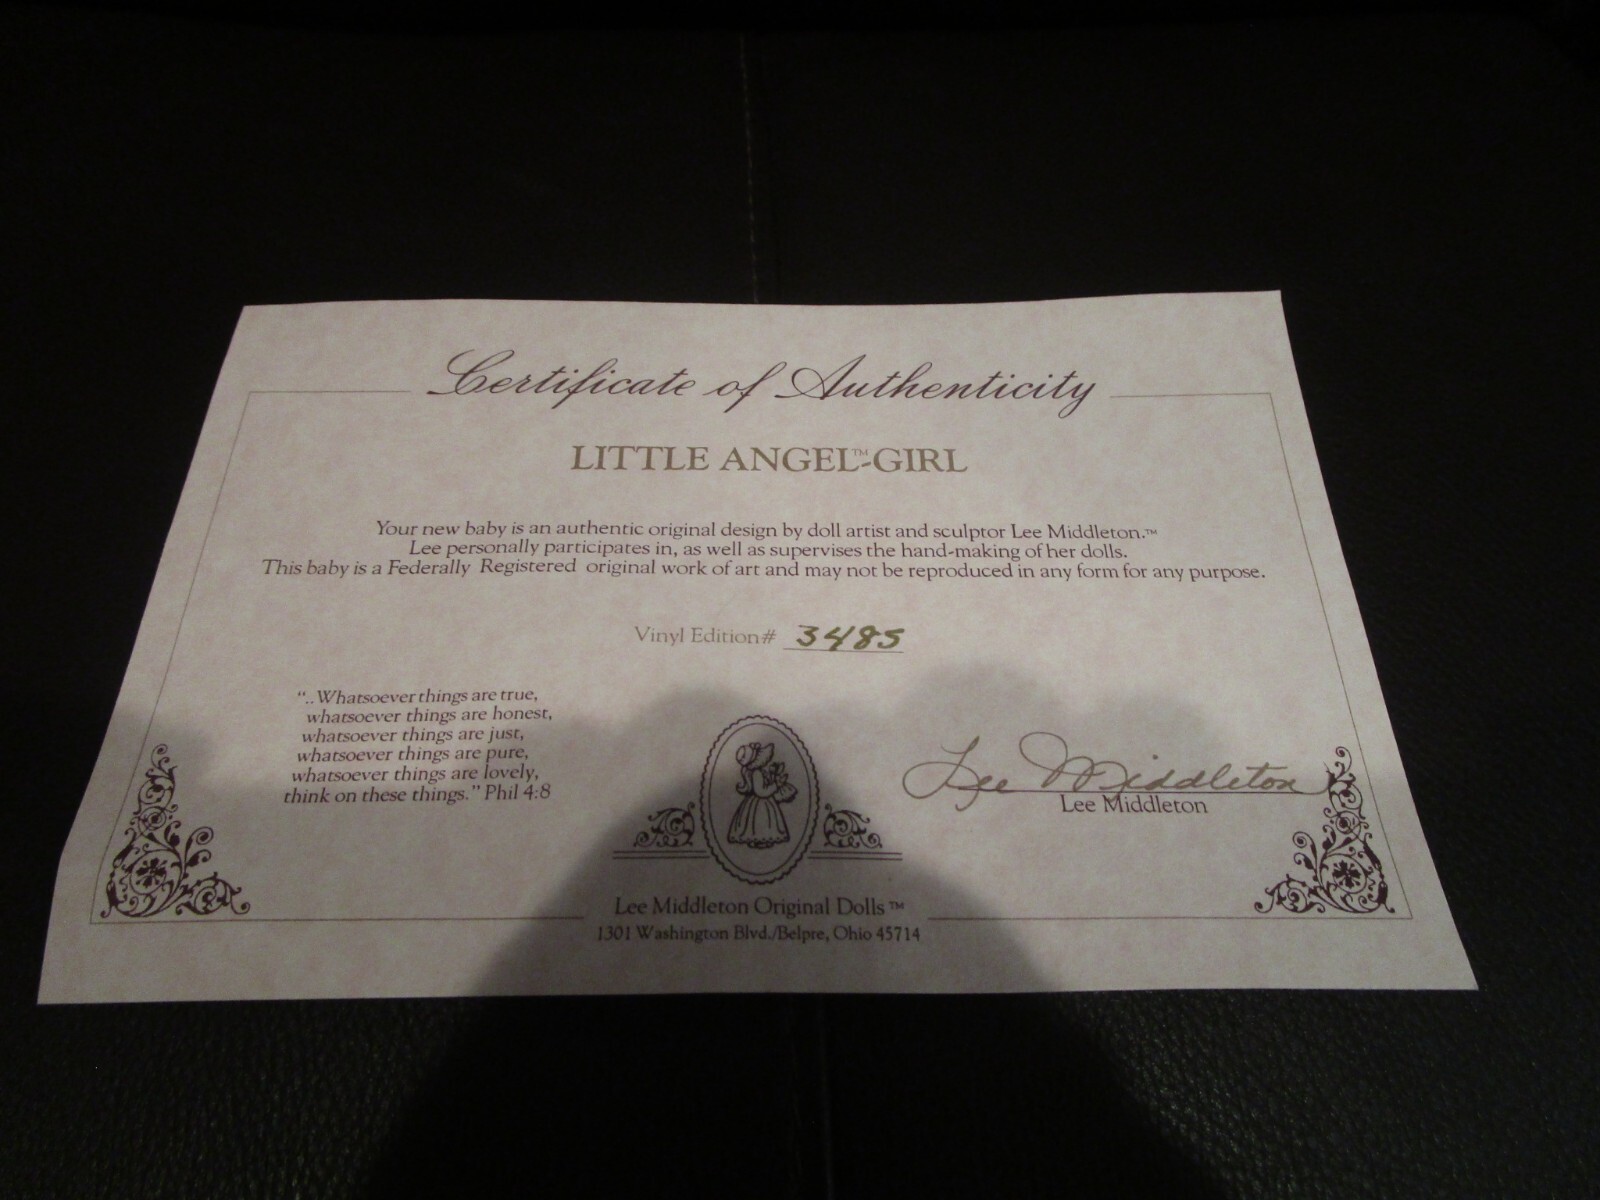 Certificate of Authenticity
LITTLE ANGEL™-GIRL
Your new baby is an authentic original design by doll artist and sculptor Lee Middleton.™
Lee personally participates in, as well as supervises the hand-making of her dolls.
This baby is a Federally Registered original work of art and may not be reproduced in any form for any purpose.
Vinyl Edition# 3485
“.. Whatsoever things are true,
whatsoever things are honest,
whatsoever things are just,
whatsoever things are pure,
whatsoever things are lovely,
think on these things.” Phil 4:8
Lee Middleton
Lee Middleton
Lee Middleton Original Dolls™
1301 Washington Blvd./Belpre, Ohio 45714